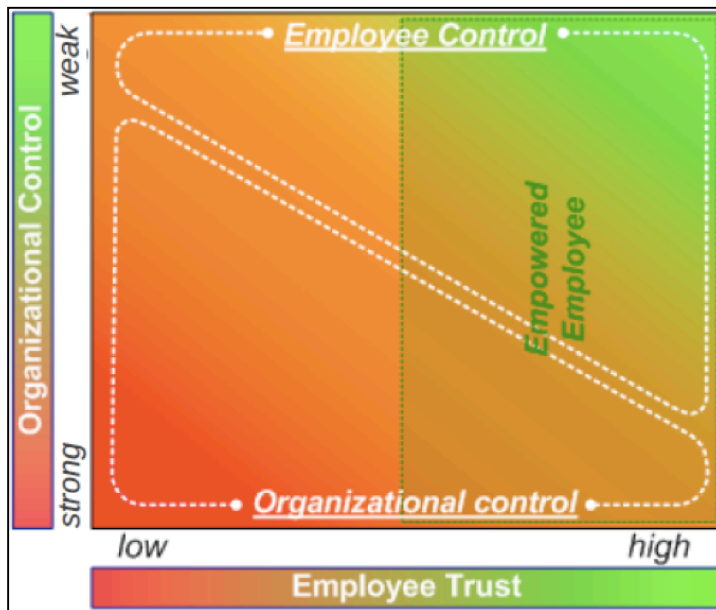 Employee Control
weak
Organizational Control
strong
Empowered
Employee
Organizational control
low
high
Employee Trust